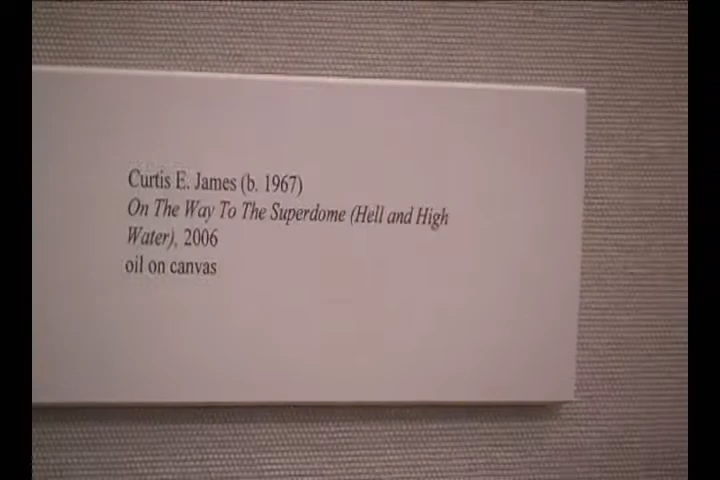 Curtis E. James (b. 1967)
On The Way To The Superdome (Hell and High
Water), 2006
oil on canvas